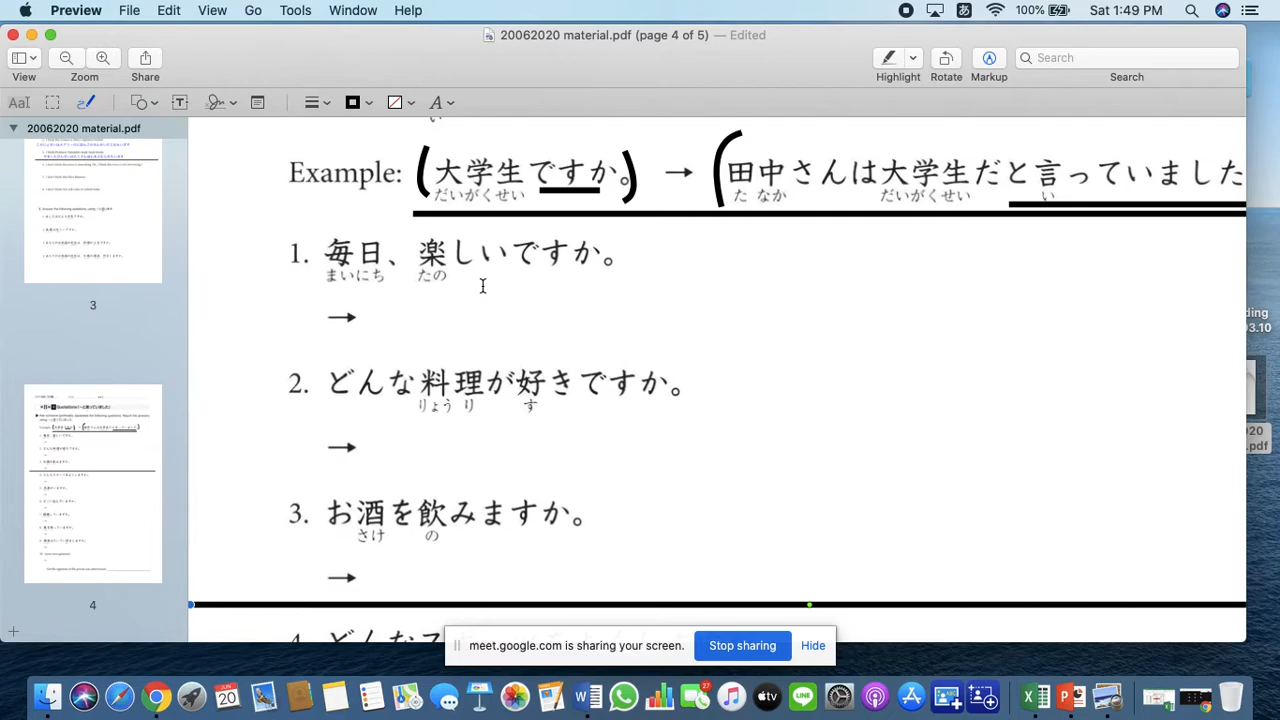 Preview File Edit View Go Tools Window Help 100% Sat 1:49 PM
20062020 material.pdf (page 4 of 5) — Edited
View Zoom Share Highlight Rotate Markup Search
Search
20062020 material.pdf
3
4
Example: (大学生ですか。) → (田中さんは大学生だと言っていました
だいがくせい た なか だいがくせい い
1. 毎日、楽しいですか。
まいにち たの
→
2. どんな料理が好きですか。
りょう り す
→
3. お酒を飲みますか。
さけ の
→
meet.google.com is sharing your screen. Stop sharing Hide
20
27